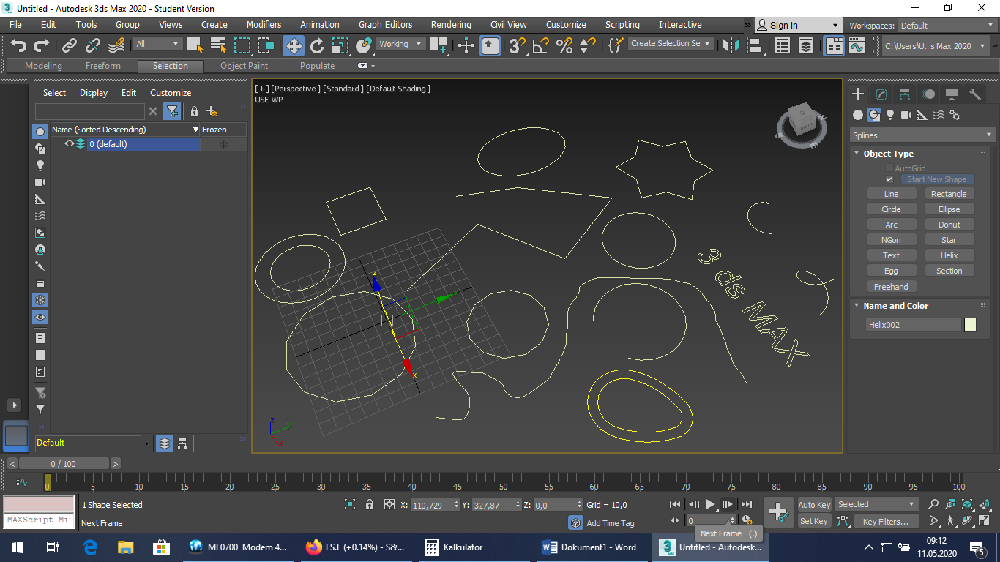 Untitled - Autodesk 3ds Max 2020 - Student Version
File Edit Tools Group Views Create Modifiers Animation Graph Editors Rendering Civil View Customize Scripting Interactive » Sign In Workspaces: Default
All Working Create Selection Se C:\Users\U...s Max 2020
Modeling Freeform Selection Object Paint Populate
Select Display Edit Customize
Name (Sorted Descending) Frozen
0 (default)
[+] [Perspective ] [Standard ] [Default Shading ]
USE WP
3 ds MAX
z
x
y
z
y
x
Splines
Object Type
AutoGrid
Start New Shape
Line Rectangle
Circle Ellipse
Arc Donut
NGon Star
Text Helix
Egg Section
Freehand
Name and Color
Helix002
Default
< 0 / 100 >
0 5 10 15 20 25 30 35 40 45 50 55 60 65 70 75 80 85 90 95 100
1 Shape Selected X: 110,729 Y: 327,87 Z: 0,0 Grid = 10,0 Auto Key Selected
MAXScript Mi
Next Frame Add Time Tag 0 Set Key Key Filters...
Next Frame (.)
ML0700 Modem 4... ES.F (+0.14%) - S&... Kalkulator Dokument1 - Word Untitled - Autodesk... 09:12
11.05.2020 5